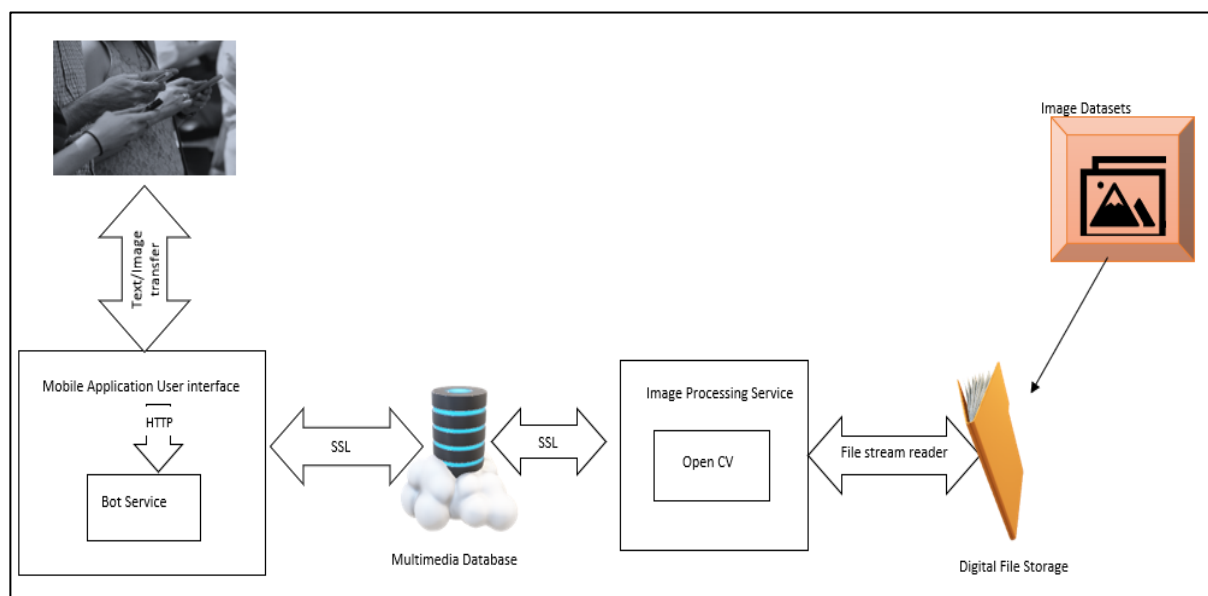 Image Datasets
Text/Image
transfer
Mobile Application User interface
HTTP
Bot Service
SSL
Multimedia Database
SSL
Image Processing Service
Open CV
File stream reader
Digital File Storage